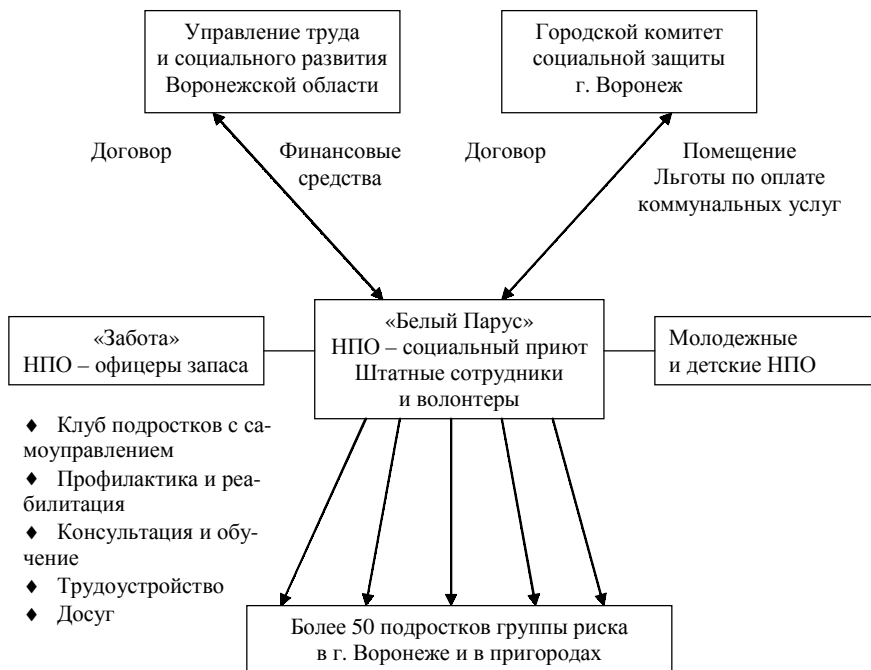 Управление труда
и социального развития
Воронежской области
Городской комитет
социальной защиты
г. Воронеж
Договор
Финансовые
средства
Договор
Помещение
Льготы по оплате
коммунальных услуг
«Забота»
НПО – офицеры запаса
«Белый Парус»
НПО – социальный приют
Штатные сотрудники
и волонтеры
Молодежные
и детские НПО
♦ Клуб подростков с са-
моуправлением
♦ Профилактика и реа-
билитация
♦ Консультация и обу-
чение
♦ Трудоустройство
♦ Досуг
Более 50 подростков группы риска
в г. Воронеже и в пригородах